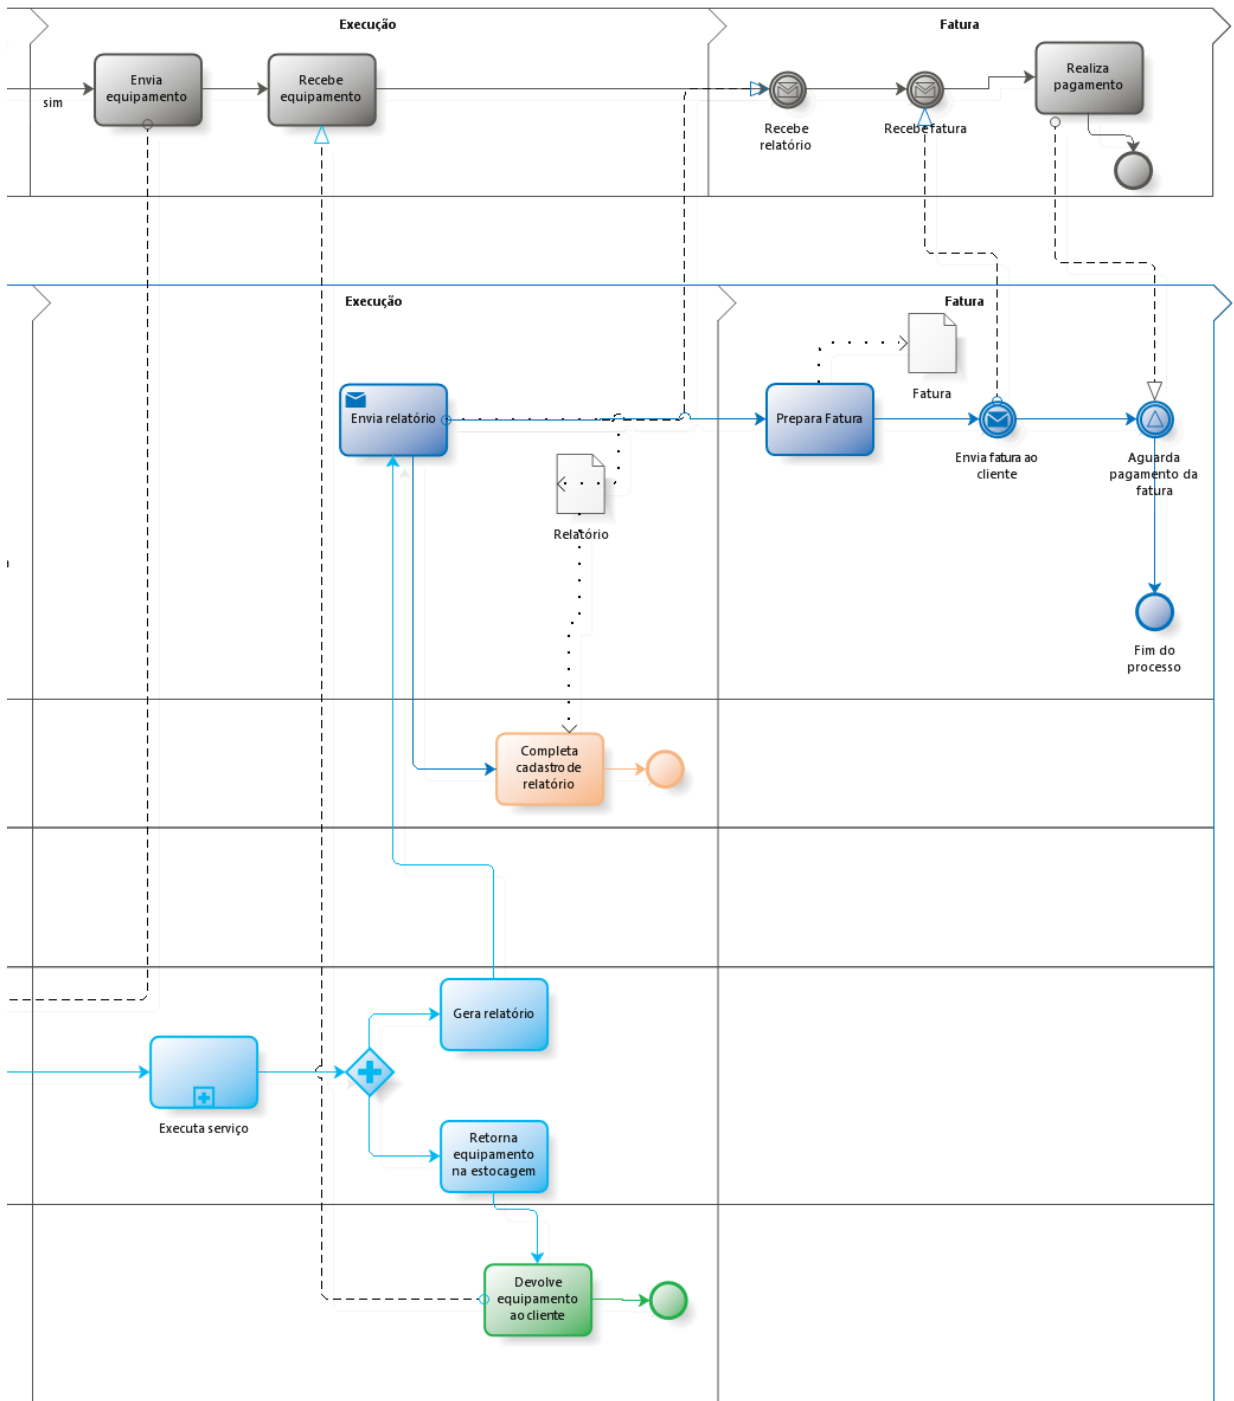 Execução
Fatura
sim
Envia
equipamento
Recebe
equipamento
Recebe
relatório
Recebe fatura
Realiza
pagamento
Execução
Fatura
Envia relatório
Relatório
Prepara Fatura
Fatura
Envia fatura ao
cliente
Aguarda
pagamento da
fatura
Fim do
processo
Completa
cadastro de
relatório
Gera relatório
Executa serviço
Retorna
equipamento
na estocagem
Devolve
equipamento
ao cliente